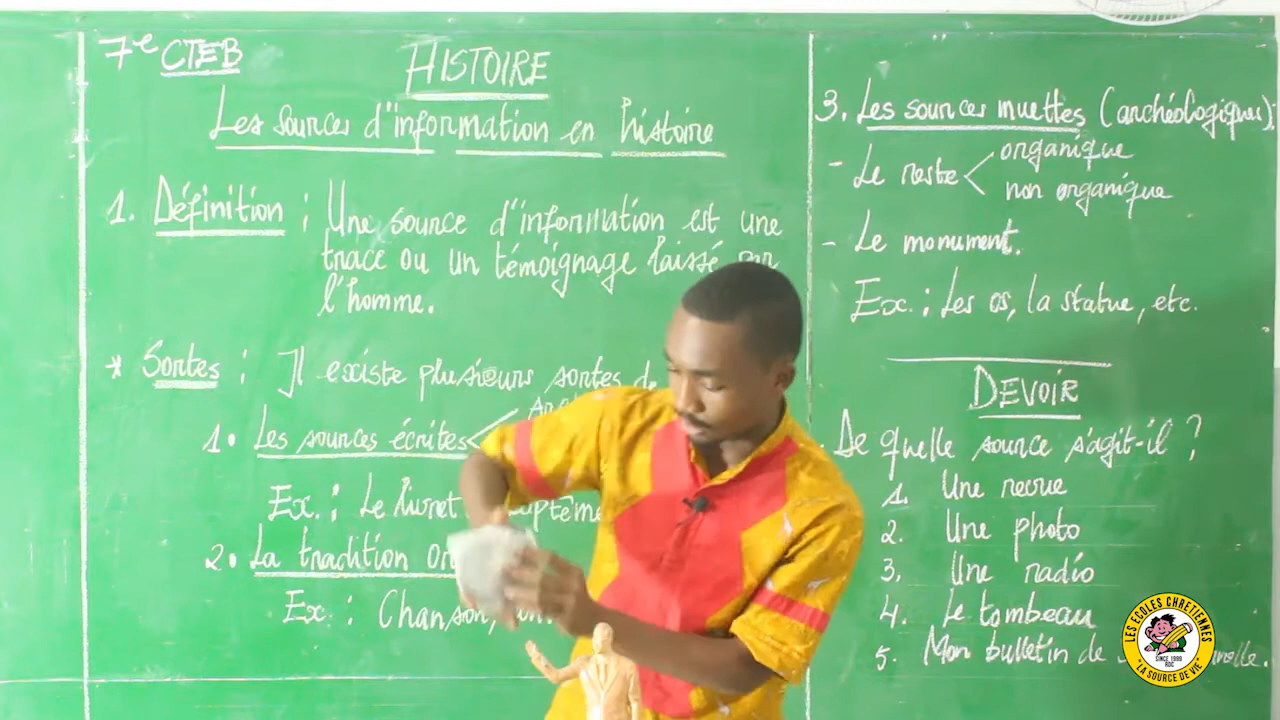 7e CTEB
HISTOIRE
Les sources d'information en histoire
1. Définition : Une source d'information est une
trace ou un témoignage laissé par
l'homme.
* Sortes : Il existe plusieurs sortes de
1. Les sources écrites
Ex. : Le livret
2. La tradition
Ex. : Chanson,
3. Les sources muettes (archéologiques) :
- Le reste
organique
non organique
- Le monument.
Ex. : Les os, la statue, etc.
DEVOIR
De quelle source s'agit-il ?
1. Une revue
2. Une photo
3. Une radio
4. Le tombeau
5. Mon bulletin de
LES ECOLES CHRETIENNES
SINCE 1999
RDC
"LA SOURCE DE VIE"